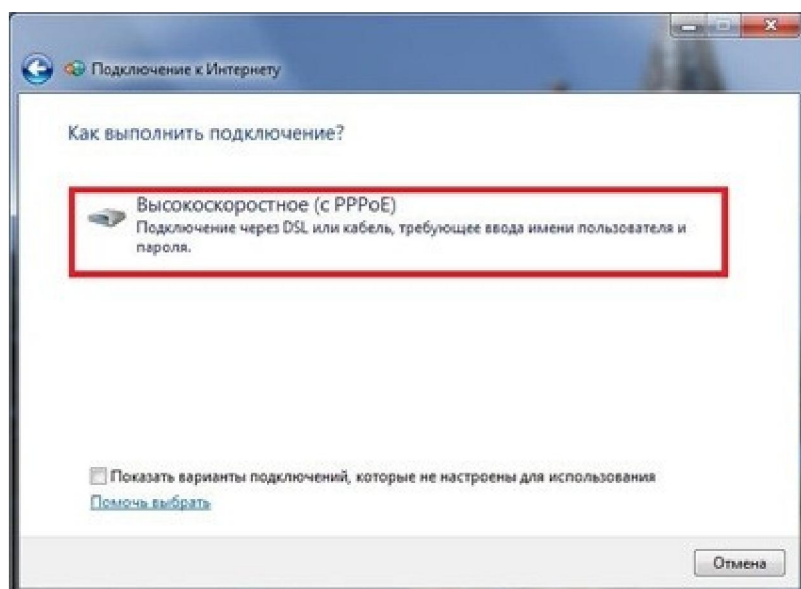 Подключение к Интернету
Как выполнить подключение?
Высокоскоростное (с PPPoE)
Подключение через DSL или кабель, требующее ввода имени пользователя и
пароля.
Показать варианты подключений, которые не настроены для использования
Помочь выбрать
Отмена